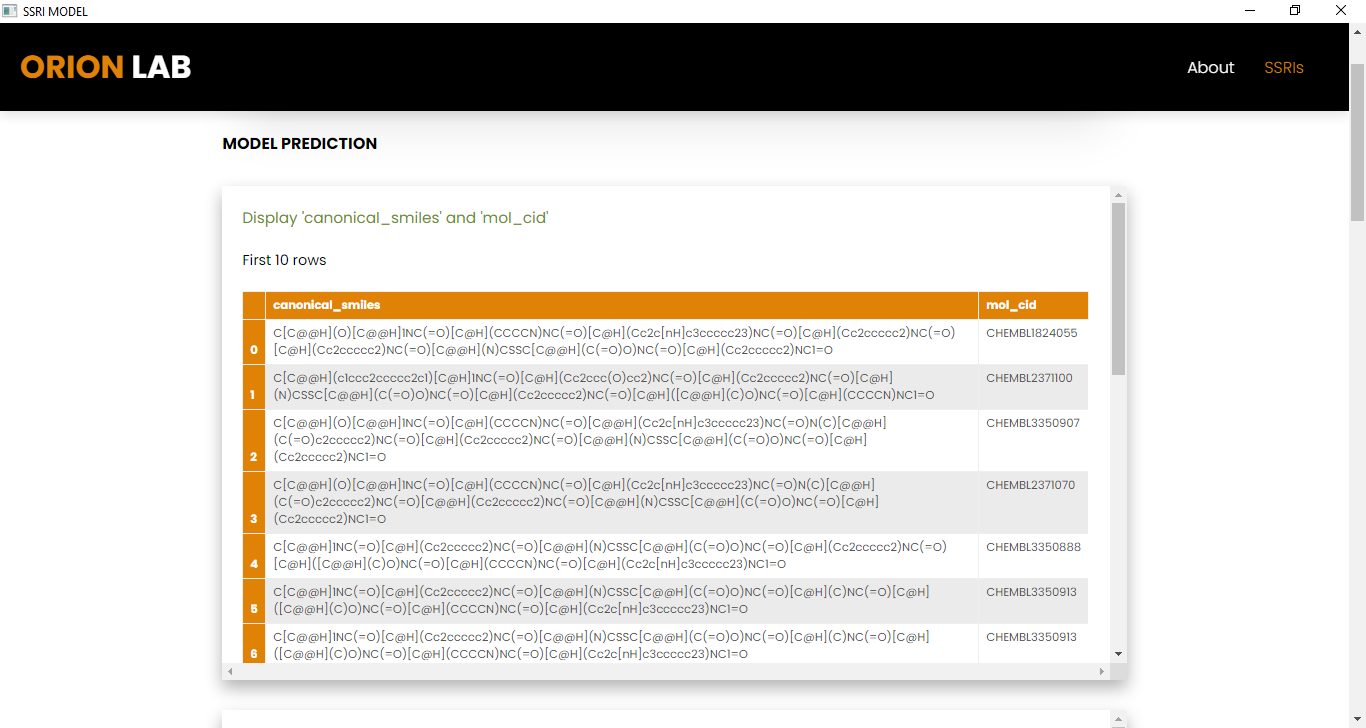 SSRI MODEL
ORION LAB
About
SSRIs
MODEL PREDICTION
Display 'canonical_smiles' and 'mol_cid'
First 10 rows
canonical_smiles mol_cid
0 C[C@@H](O)[C@@H]1NC(=O)[C@H](CCCCN)NC(=O)[C@H](Cc2c[nH]c3ccccc23)NC(=O)[C@H](Cc2ccccc2)NC(=O) CHEMBL1824055
[C@H](Cc2ccccc2)NC(=O)[C@@H](N)CSSC[C@@H](C(=O)O)NC(=O)[C@H](Cc2ccccc2)NC1=O
1 C[C@@H](c1ccc2ccccc2c1)[C@H]1NC(=O)[C@H](Cc2ccc(O)cc2)NC(=O)[C@H](Cc2ccccc2)NC(=O)[C@H] CHEMBL2371100
(N)CSSC[C@@H](C(=O)O)NC(=O)[C@H](Cc2ccccc2)NC(=O)[C@H]([C@@H](C)O)NC(=O)[C@H](CCCCN)NC1=O
2 C[C@@H](O)[C@@H]1NC(=O)[C@H](CCCCN)NC(=O)[C@@H](Cc2c[nH]c3ccccc23)NC(=O)N(C)[C@@H] CHEMBL3350907
(C(=O)c2ccccc2)NC(=O)[C@H](Cc2ccccc2)NC(=O)[C@@H](N)CSSC[C@@H](C(=O)O)NC(=O)[C@H]
(Cc2ccccc2)NC1=O
3 C[C@@H](O)[C@@H]1NC(=O)[C@H](CCCCN)NC(=O)[C@H](Cc2c[nH]c3ccccc23)NC(=O)N(C)[C@@H] CHEMBL2371070
(C(=O)c2ccccc2)NC(=O)[C@@H](Cc2ccccc2)NC(=O)[C@@H](N)CSSC[C@@H](C(=O)O)NC(=O)[C@H]
(Cc2ccccc2)NC1=O
4 C[C@@H]1NC(=O)[C@H](Cc2ccccc2)NC(=O)[C@@H](N)CSSC[C@@H](C(=O)O)NC(=O)[C@H](Cc2ccccc2)NC(=O) CHEMBL3350888
[C@H]([C@@H](C)O)NC(=O)[C@H](CCCCN)NC(=O)[C@H](Cc2c[nH]c3ccccc23)NC1=O
5 C[C@@H]1NC(=O)[C@H](Cc2ccccc2)NC(=O)[C@@H](N)CSSC[C@@H](C(=O)O)NC(=O)[C@H](C)NC(=O)[C@H] CHEMBL3350913
([C@@H](C)O)NC(=O)[C@H](CCCCN)NC(=O)[C@H](Cc2c[nH]c3ccccc23)NC1=O
6 C[C@@H]1NC(=O)[C@H](Cc2ccccc2)NC(=O)[C@@H](N)CSSC[C@@H](C(=O)O)NC(=O)[C@H](C)NC(=O)[C@H] CHEMBL3350913
([C@@H](C)O)NC(=O)[C@H](CCCCN)NC(=O)[C@H](Cc2c[nH]c3ccccc23)NC1=O